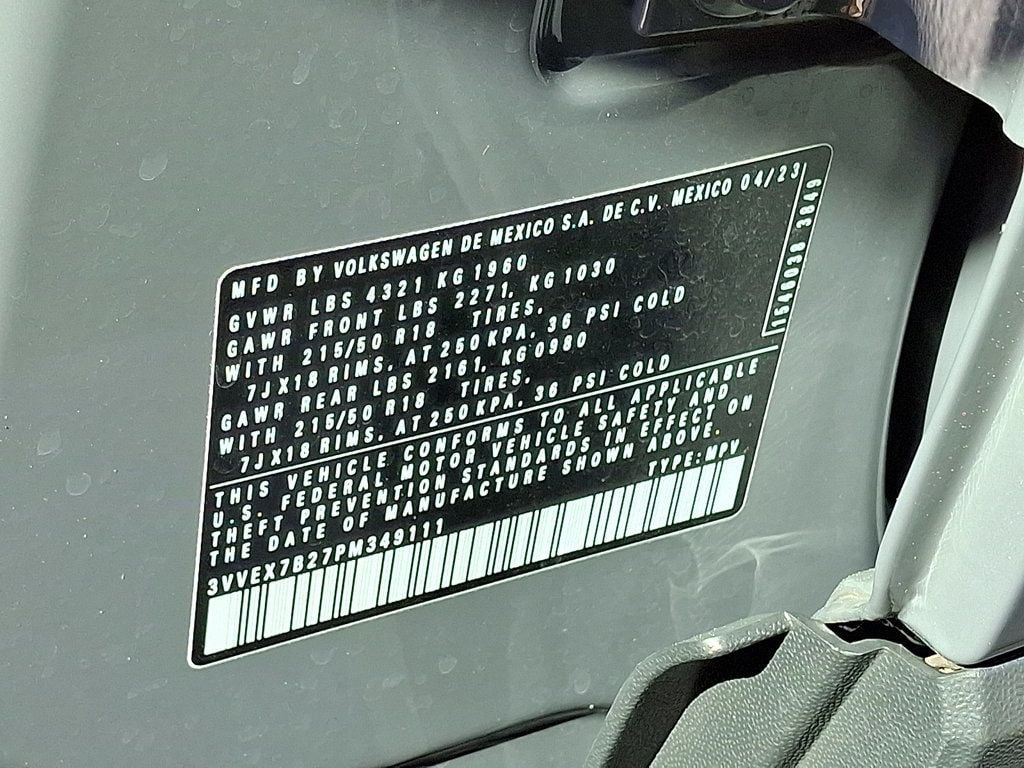 MFD BY VOLKSWAGEN DE MEXICO S.A. DE C.V. MEXICO 04/23
GVWR LBS 4321 KG 1960
GAWR FRONT LBS 2271, KG 1030
WITH 215/50 R18 TIRES,
7JX18 RIMS, AT 250 KPA, 36 PSI COLD
GAWR REAR LBS 2161, KG 0980
WITH 215/50 R18 TIRES,
7JX18 RIMS, AT 250 KPA, 36 PSI COLD
1646030 3849
THIS VEHICLE CONFORMS TO ALL APPLICABLE
U.S. FEDERAL MOTOR VEHICLE SAFETY AND
THEFT PREVENTION STANDARDS IN EFFECT ON
THE DATE OF MANUFACTURE SHOWN ABOVE.
3VVEX7B27PM349111 TYPE:MPV